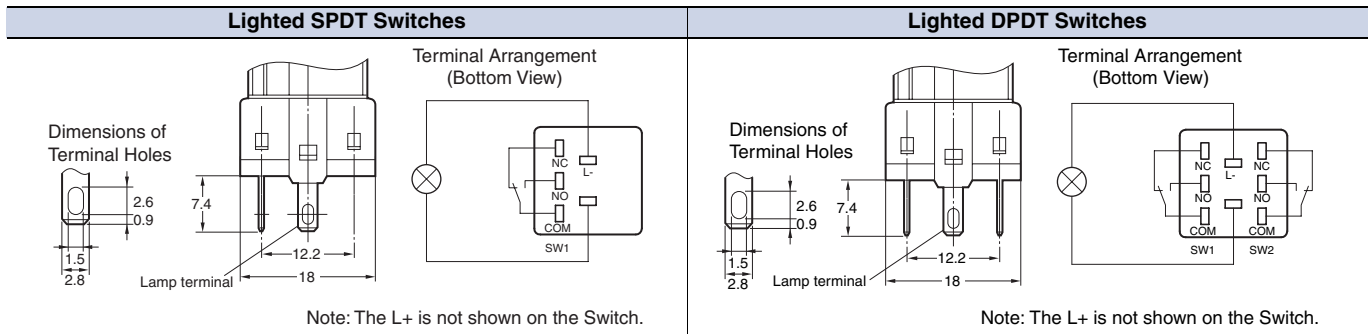 Lighted SPDT Switches
Terminal Arrangement
(Bottom View)
Dimensions of
Terminal Holes
NC
L-
NO
COM
SW1
2.6
0.9
7.4
1.5
2.8
12.2
18
Lamp terminal
Note: The L+ is not shown on the Switch.
Lighted DPDT Switches
Terminal Arrangement
(Bottom View)
Dimensions of
Terminal Holes
NC
L-
NC
NO
NO
COM
COM
SW1
SW2
2.6
0.9
7.4
1.5
2.8
12.2
18
Lamp terminal
Note: The L+ is not shown on the Switch.